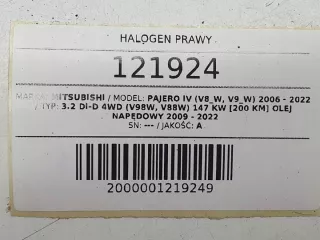 HALOGEN PRAWY
121924
MARKA: MITSUBISHI / MODEL: PAJERO IV (V8_W, V9_W) 2006 - 2022
/ TYP: 3.2 DI-D 4WD (V98W, V88W) 147 KW [200 KM] OLEJ
NAPĘDOWY 2009 - 2022
SN: --- / JAKOŚĆ: A
2000001219249